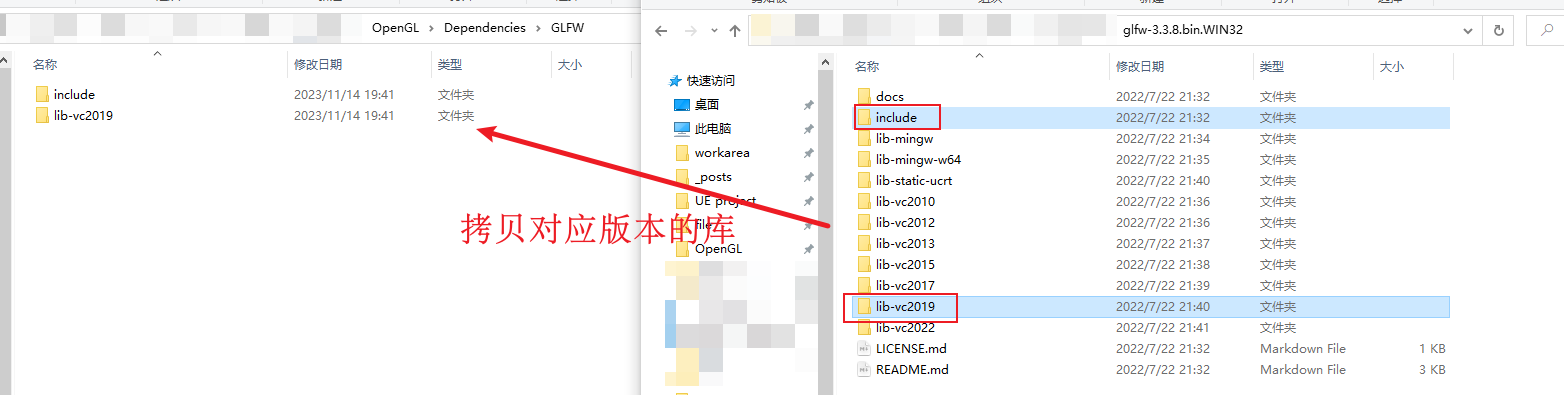 OpenGL > Dependencies > GLFW
名称 修改日期 类型 大小
include 2023/11/14 19:41 文件夹
lib-vc2019 2023/11/14 19:41 文件夹
拷贝对应版本的库
glfw-3.3.8.bin.WIN32
快速访问
桌面
此电脑
workarea
_posts
UE project
file
OpenGL
名称 修改日期 类型 大小
docs 2022/7/22 21:32 文件夹
include 2022/7/22 21:32 文件夹
lib-mingw 2022/7/22 21:34 文件夹
lib-mingw-w64 2022/7/22 21:35 文件夹
lib-static-ucrt 2022/7/22 21:40 文件夹
lib-vc2010 2022/7/22 21:36 文件夹
lib-vc2012 2022/7/22 21:36 文件夹
lib-vc2013 2022/7/22 21:37 文件夹
lib-vc2015 2022/7/22 21:38 文件夹
lib-vc2017 2022/7/22 21:39 文件夹
lib-vc2019 2022/7/22 21:40 文件夹
lib-vc2022 2022/7/22 21:41 文件夹
LICENSE.md 2022/7/22 21:32 Markdown File 1 KB
README.md 2022/7/22 21:32 Markdown File 3 KB